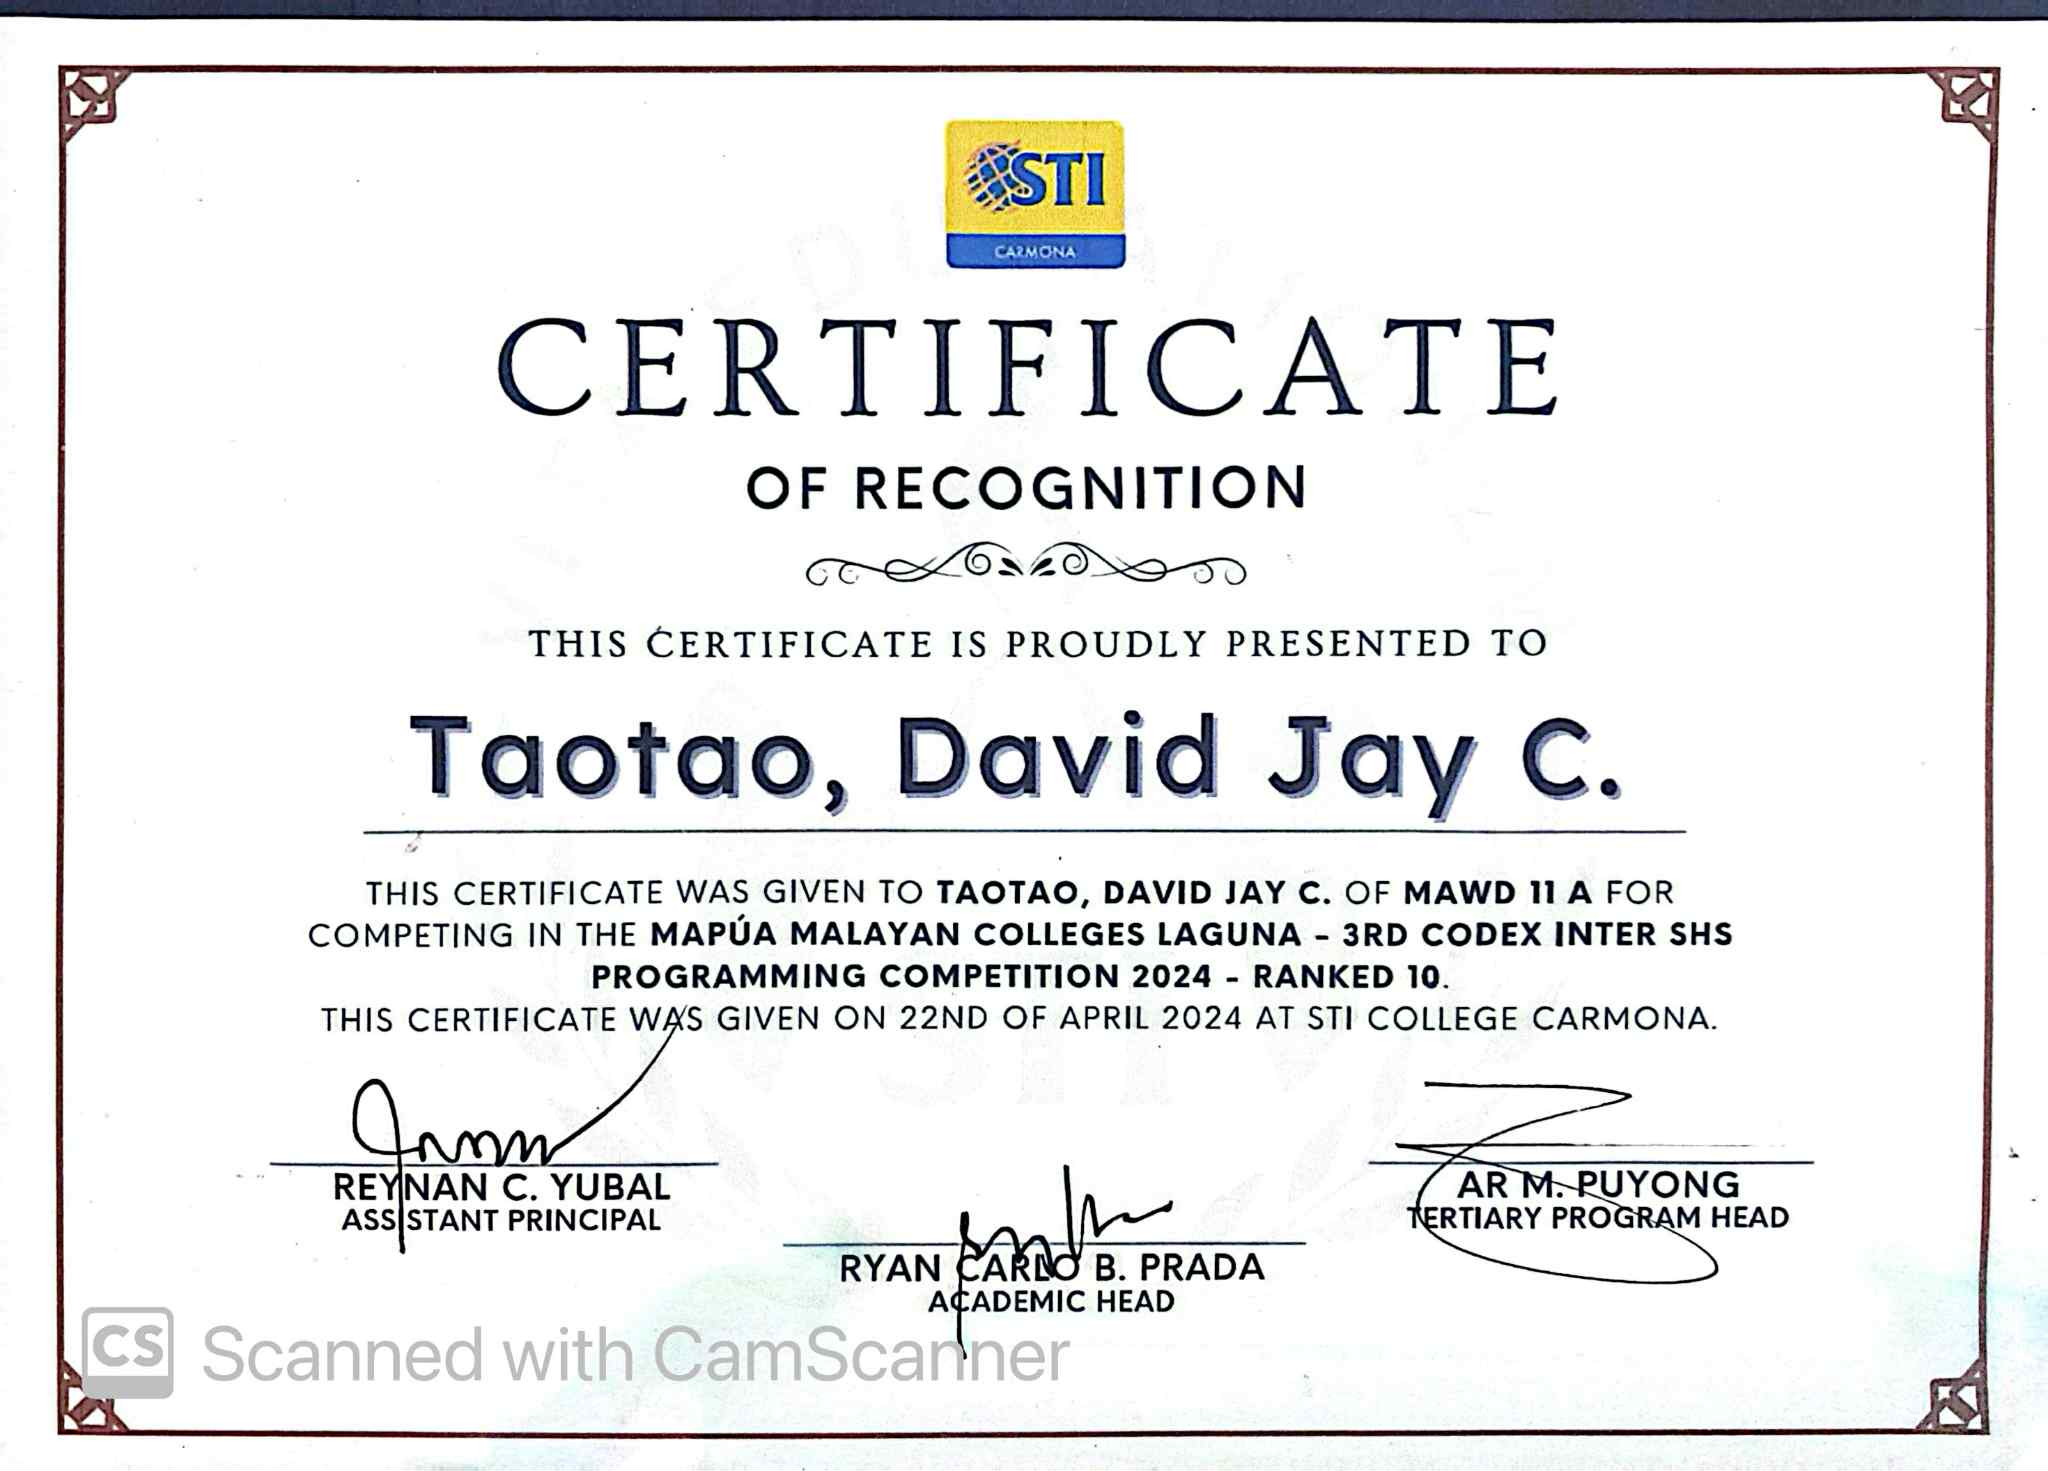 STI
CARMONA
CERTIFICATE
OF RECOGNITION
THIS CERTIFICATE IS PROUDLY PRESENTED TO
Taotao, David Jay C.
THIS CERTIFICATE WAS GIVEN TO TAOTAO, DAVID JAY C. OF MAWD 11 A FOR
COMPETING IN THE MAPÚA MALAYAN COLLEGES LAGUNA - 3RD CODEX INTER SHS
PROGRAMMING COMPETITION 2024 - RANKED 10.
THIS CERTIFICATE WAS GIVEN ON 22ND OF APRIL 2024 AT STI COLLEGE CARMONA.
REYNAN C. YUBAL
ASSISTANT PRINCIPAL
AR M. PUYONG
TERTIARY PROGRAM HEAD
RYAN CARLO B. PRADA
ACADEMIC HEAD
CS Scanned with CamScanner